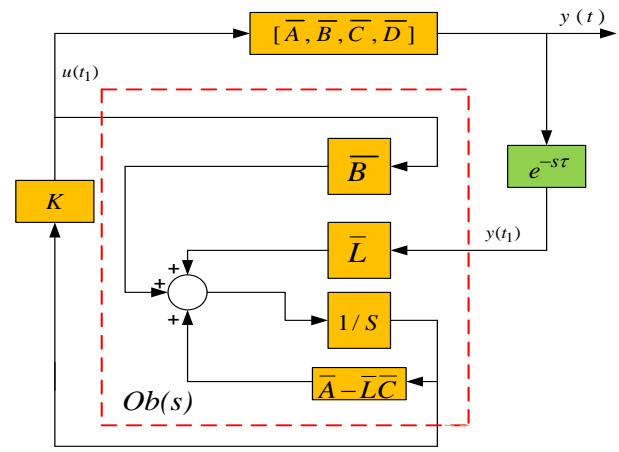 [ A̅ , B̅ , C̅ , D̅ ]
y ( t )
u(t₁)
B̅
e^{−sτ}
K
L̅
y(t₁)
+
+
+
1 / S
A̅ − L̅C̅
Ob(s)